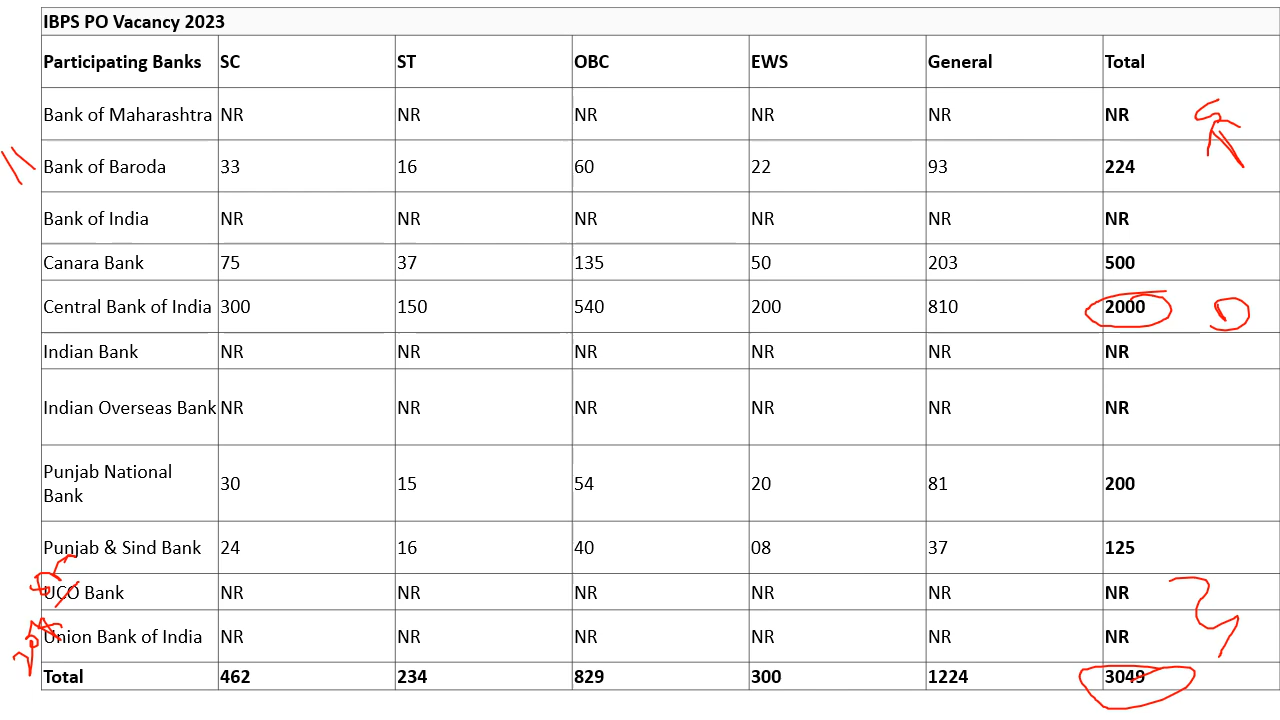 IBPS PO Vacancy 2023
Participating Banks SC ST OBC EWS General Total
Bank of Maharashtra NR NR NR NR NR NR
Bank of Baroda 33 16 60 22 93 224
Bank of India NR NR NR NR NR NR
Canara Bank 75 37 135 50 203 500
Central Bank of India 300 150 540 200 810 2000
Indian Bank NR NR NR NR NR NR
Indian Overseas Bank NR NR NR NR NR NR
Punjab National
Bank 30 15 54 20 81 200
Punjab & Sind Bank 24 16 40 08 37 125
UCO Bank NR NR NR NR NR NR
Union Bank of India NR NR NR NR NR NR
Total 462 234 829 300 1224 3049